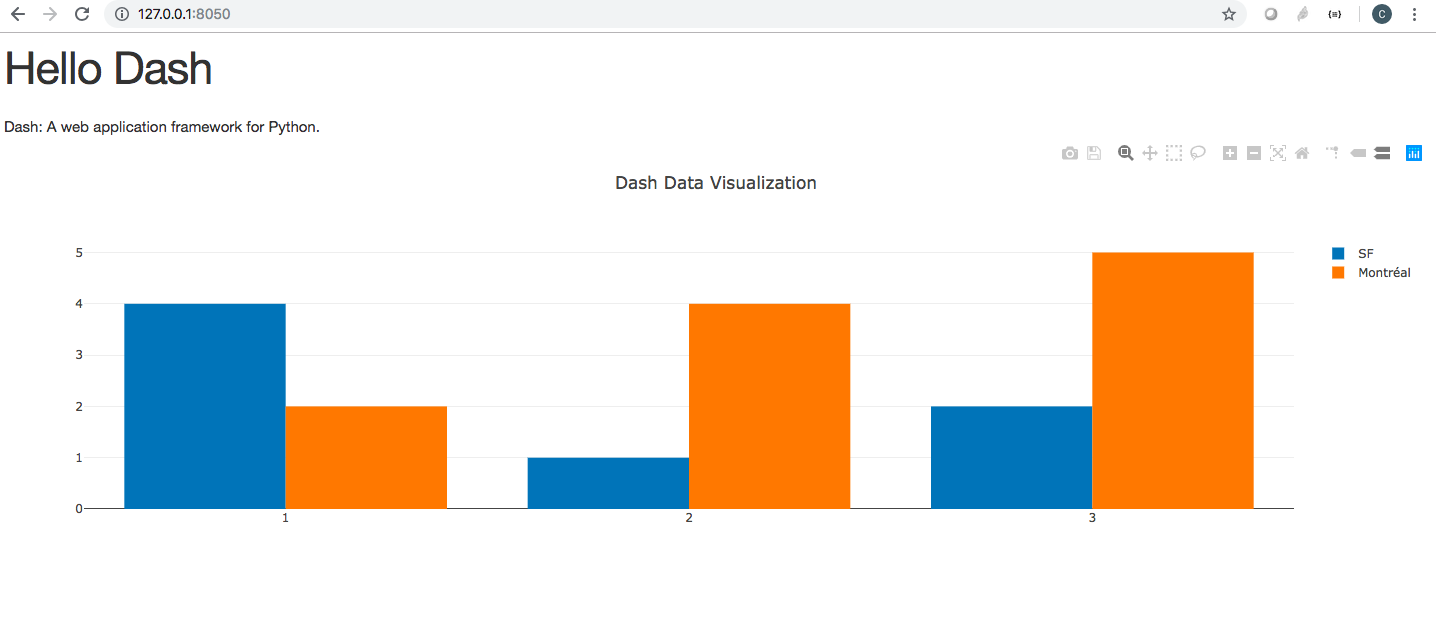 127.0.0.1:8050
C
Hello Dash
Dash: A web application framework for Python.
Dash Data Visualization
5
4
3
2
1
0
1 2 3
SF
Montréal